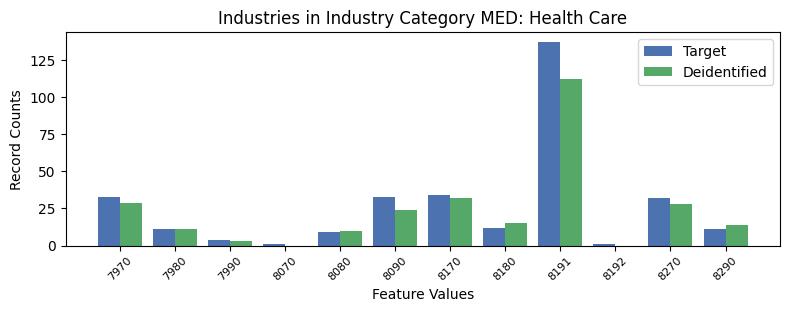 Industries in Industry Category MED: Health Care
Target
Deidentified
Record Counts
125
100
75
50
25
0
7970 7980 7990 8070 8080 8090 8170 8180 8191 8192 8270 8290
Feature Values